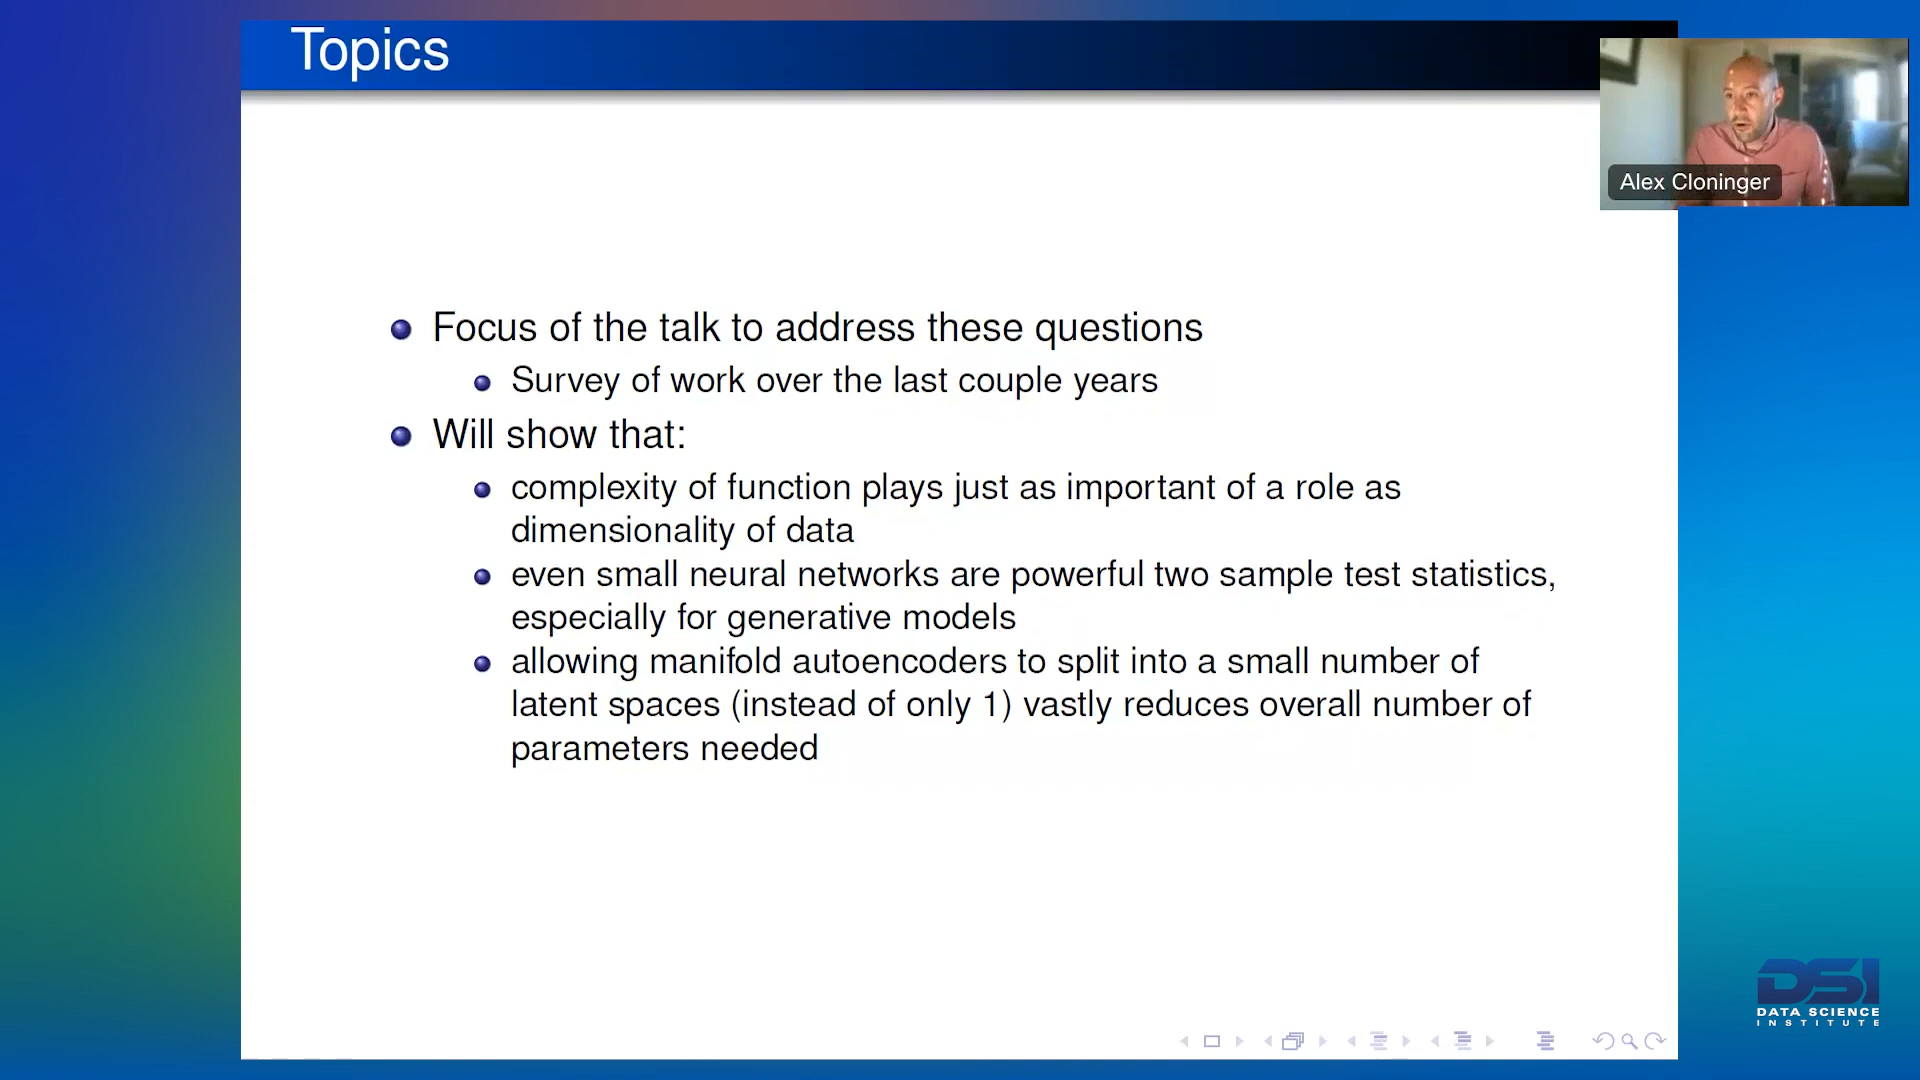 Topics
Alex Cloninger
Focus of the talk to address these questions
Survey of work over the last couple years
Will show that:
complexity of function plays just as important of a role as
dimensionality of data
even small neural networks are powerful two sample test statistics,
especially for generative models
allowing manifold autoencoders to split into a small number of
latent spaces (instead of only 1) vastly reduces overall number of
parameters needed
DSI
DATA SCIENCE
INSTITUTE